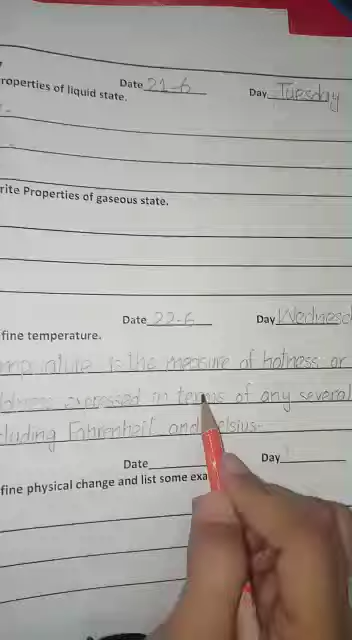 Date 21-6 Day Tuesday
roperties of liquid state.
rite Properties of gaseous state.
Date 22-6 Day Wednesd
fine temperature.
mp ature is the measure of hotness or
expressed in terms of any several
cluding Fahrenheit and elsius.
Date Day
fine physical change and list some exa